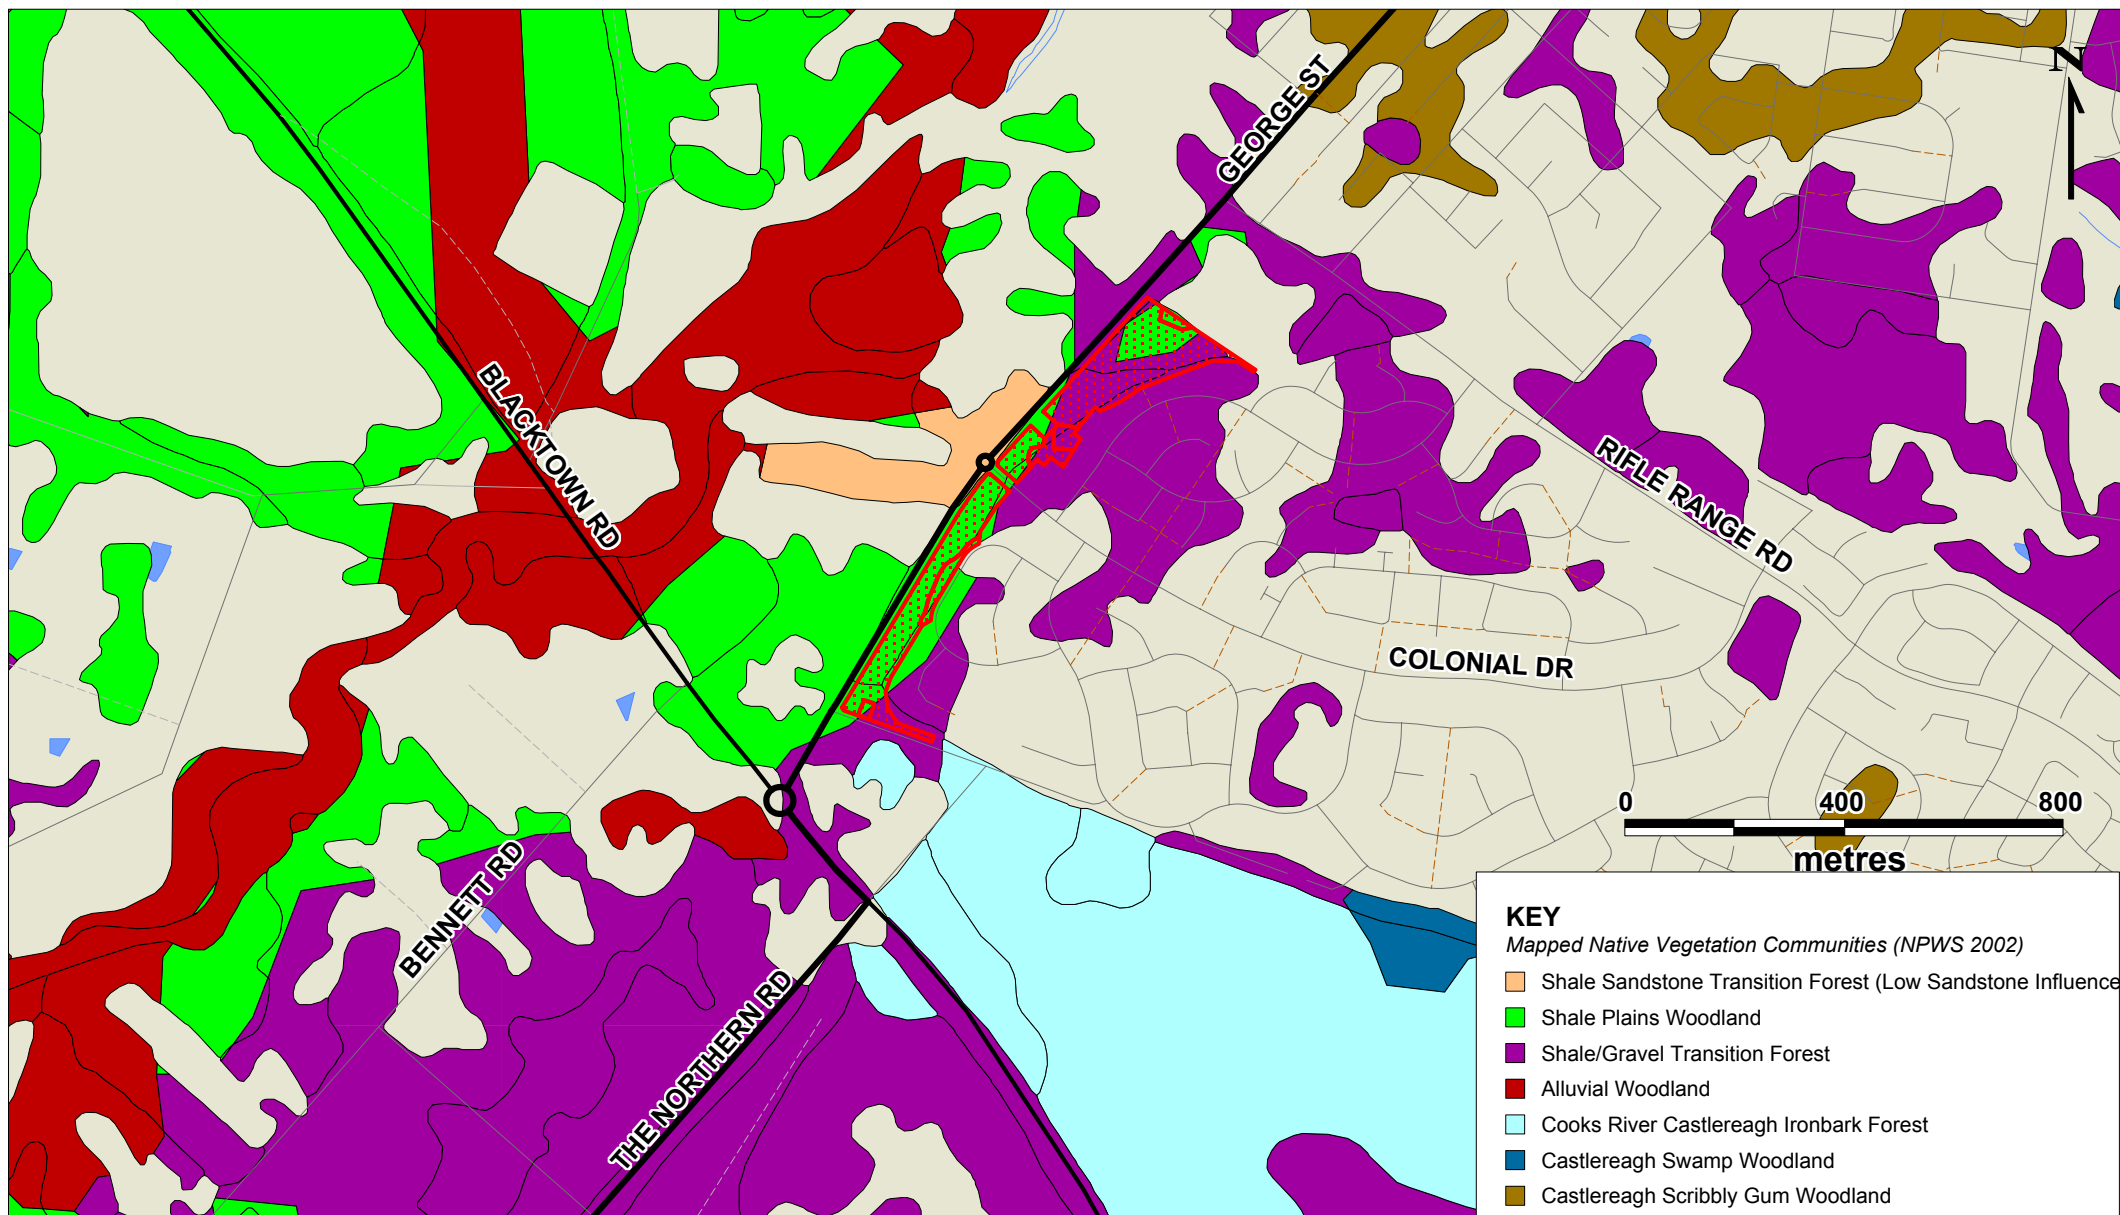 N
GEORGE ST
BLACKTOWN RD
RIFLE RANGE RD
COLONIAL DR
0 400 800
metres
BENNETT RD
THE NORTHERN RD
KEY
Mapped Native Vegetation Communities (NPWS 2002)
Shale Sandstone Transition Forest (Low Sandstone Influence
Shale Plains Woodland
Shale/Gravel Transition Forest
Alluvial Woodland
Cooks River Castlereagh Ironbark Forest
Castlereagh Swamp Woodland
Castlereagh Scribbly Gum Woodland